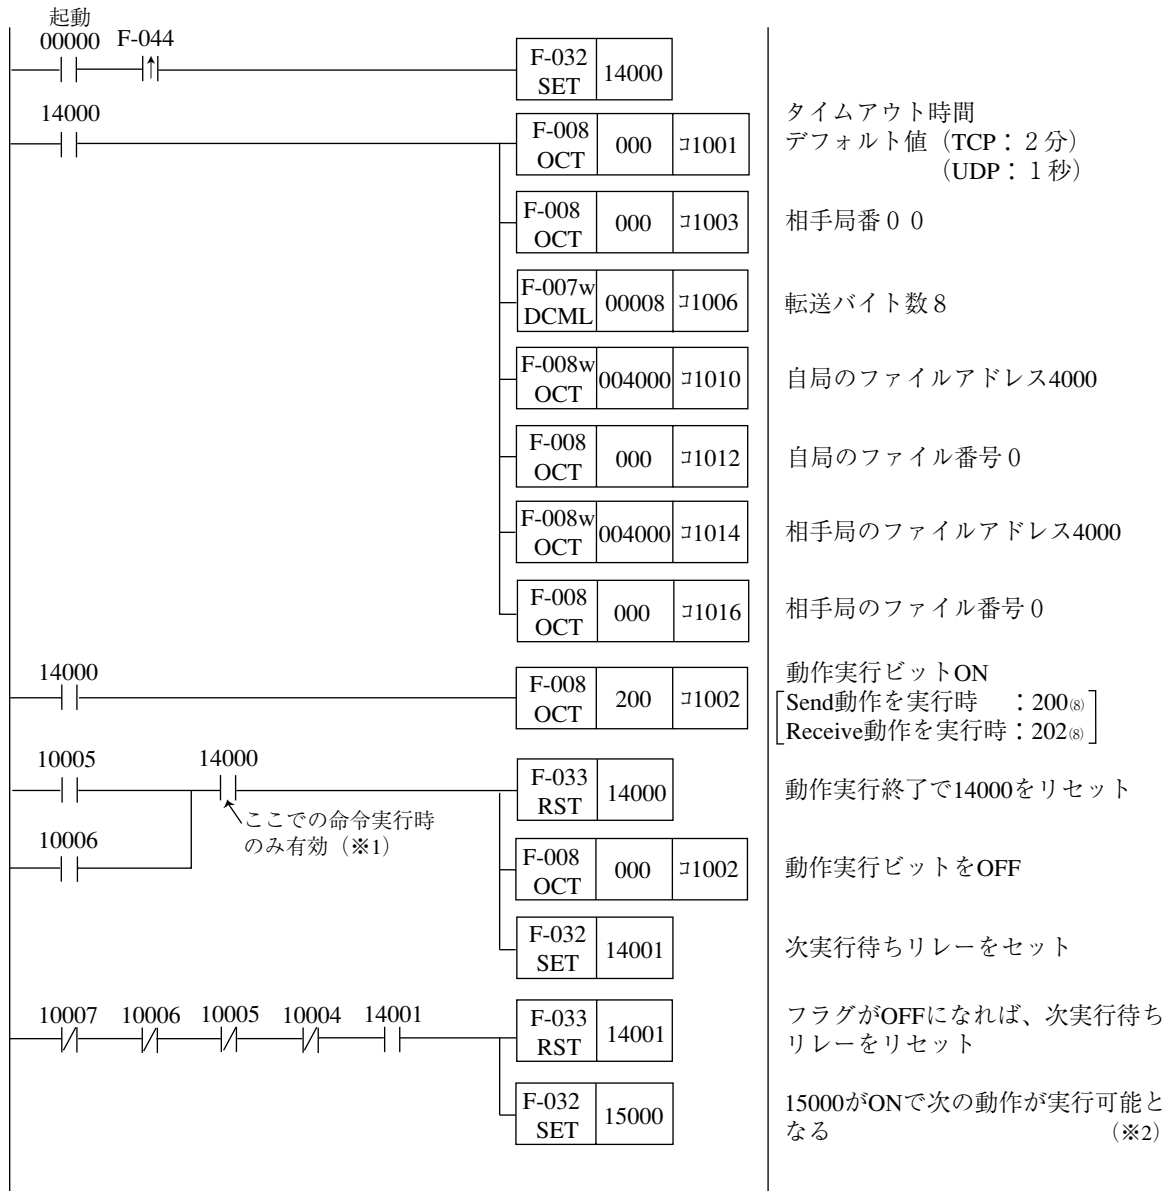 起動
00000 F-044
F-032
SET 14000
14000
F-008
OCT 000 ｺ1001
タイムアウト時間
デフォルト値（TCP：２分）
（UDP：１秒）
F-008
OCT 000 ｺ1003
相手局番００
F-007w
DCML 00008 ｺ1006
転送バイト数８
F-008w
OCT 004000 ｺ1010
自局のファイルアドレス4000
F-008
OCT 000 ｺ1012
自局のファイル番号０
F-008w
OCT 004000 ｺ1014
相手局のファイルアドレス4000
F-008
OCT 000 ｺ1016
相手局のファイル番号０
14000
F-008
OCT 200 ｺ1002
動作実行ビットON
Send動作を実行時 ：200(8)
Receive動作を実行時：202(8)
10005 14000
F-033
RST 14000
動作実行終了で14000をリセット
ここでの命令実行時
のみ有効（※1）
10006
F-008
OCT 000 ｺ1002
動作実行ビットをOFF
F-032
SET 14001
次実行待ちリレーをセット
10007 10006 10005 10004 14001
F-033
RST 14001
フラグがOFFになれば、次実行待ち
リレーをリセット
F-032
SET 15000
15000がONで次の動作が実行可能と
なる （※2）